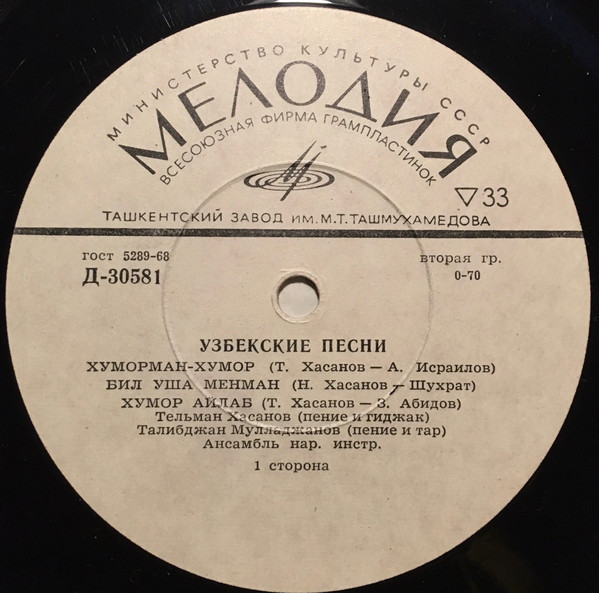 МИНИСТЕРСТВО КУЛЬТУРЫ СССР
МЕЛОДИЯ
ВСЕСОЮЗНАЯ ФИРМА ГРАМПЛАСТИНОК
33
ТАШКЕНТСКИЙ ЗАВОД ИМ. М.Т. ТАШМУХАМЕДОВА
гост 5289-68
вторая гр.
Д-30581
0-70
УЗБЕКСКИЕ ПЕСНИ
ХУМОРМАН-ХУМОР (Т. Хасанов — А. Исраилов)
БИЛ УША МЕНМАН (Н. Хасанов — Шухрат)
ХУМОР АЙЛАБ (Т. Хасанов — З. Абидов)
Тельман Хасанов (пение и гиджак)
Талибджан Мулладжанов (пение и тар)
Ансамбль нар. инстр.
1 сторона